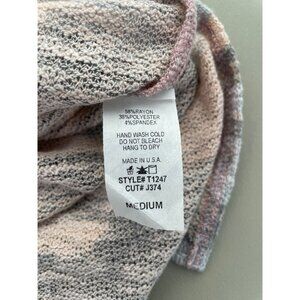 58%RAYON
38%POLYESTER
4%SPANDEX
HAND WASH COLD
DO NOT BLEACH
HANG TO DRY
MADE IN U.S.A.
STYLE# T1247
CUT# J374
MEDIUM